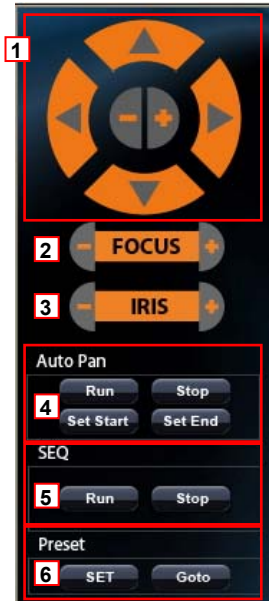 1
− +
2 − FOCUS +
3 − IRIS +
Auto Pan
Run Stop
4
Set Start Set End
SEQ
5 Run Stop
Preset
6 SET Goto